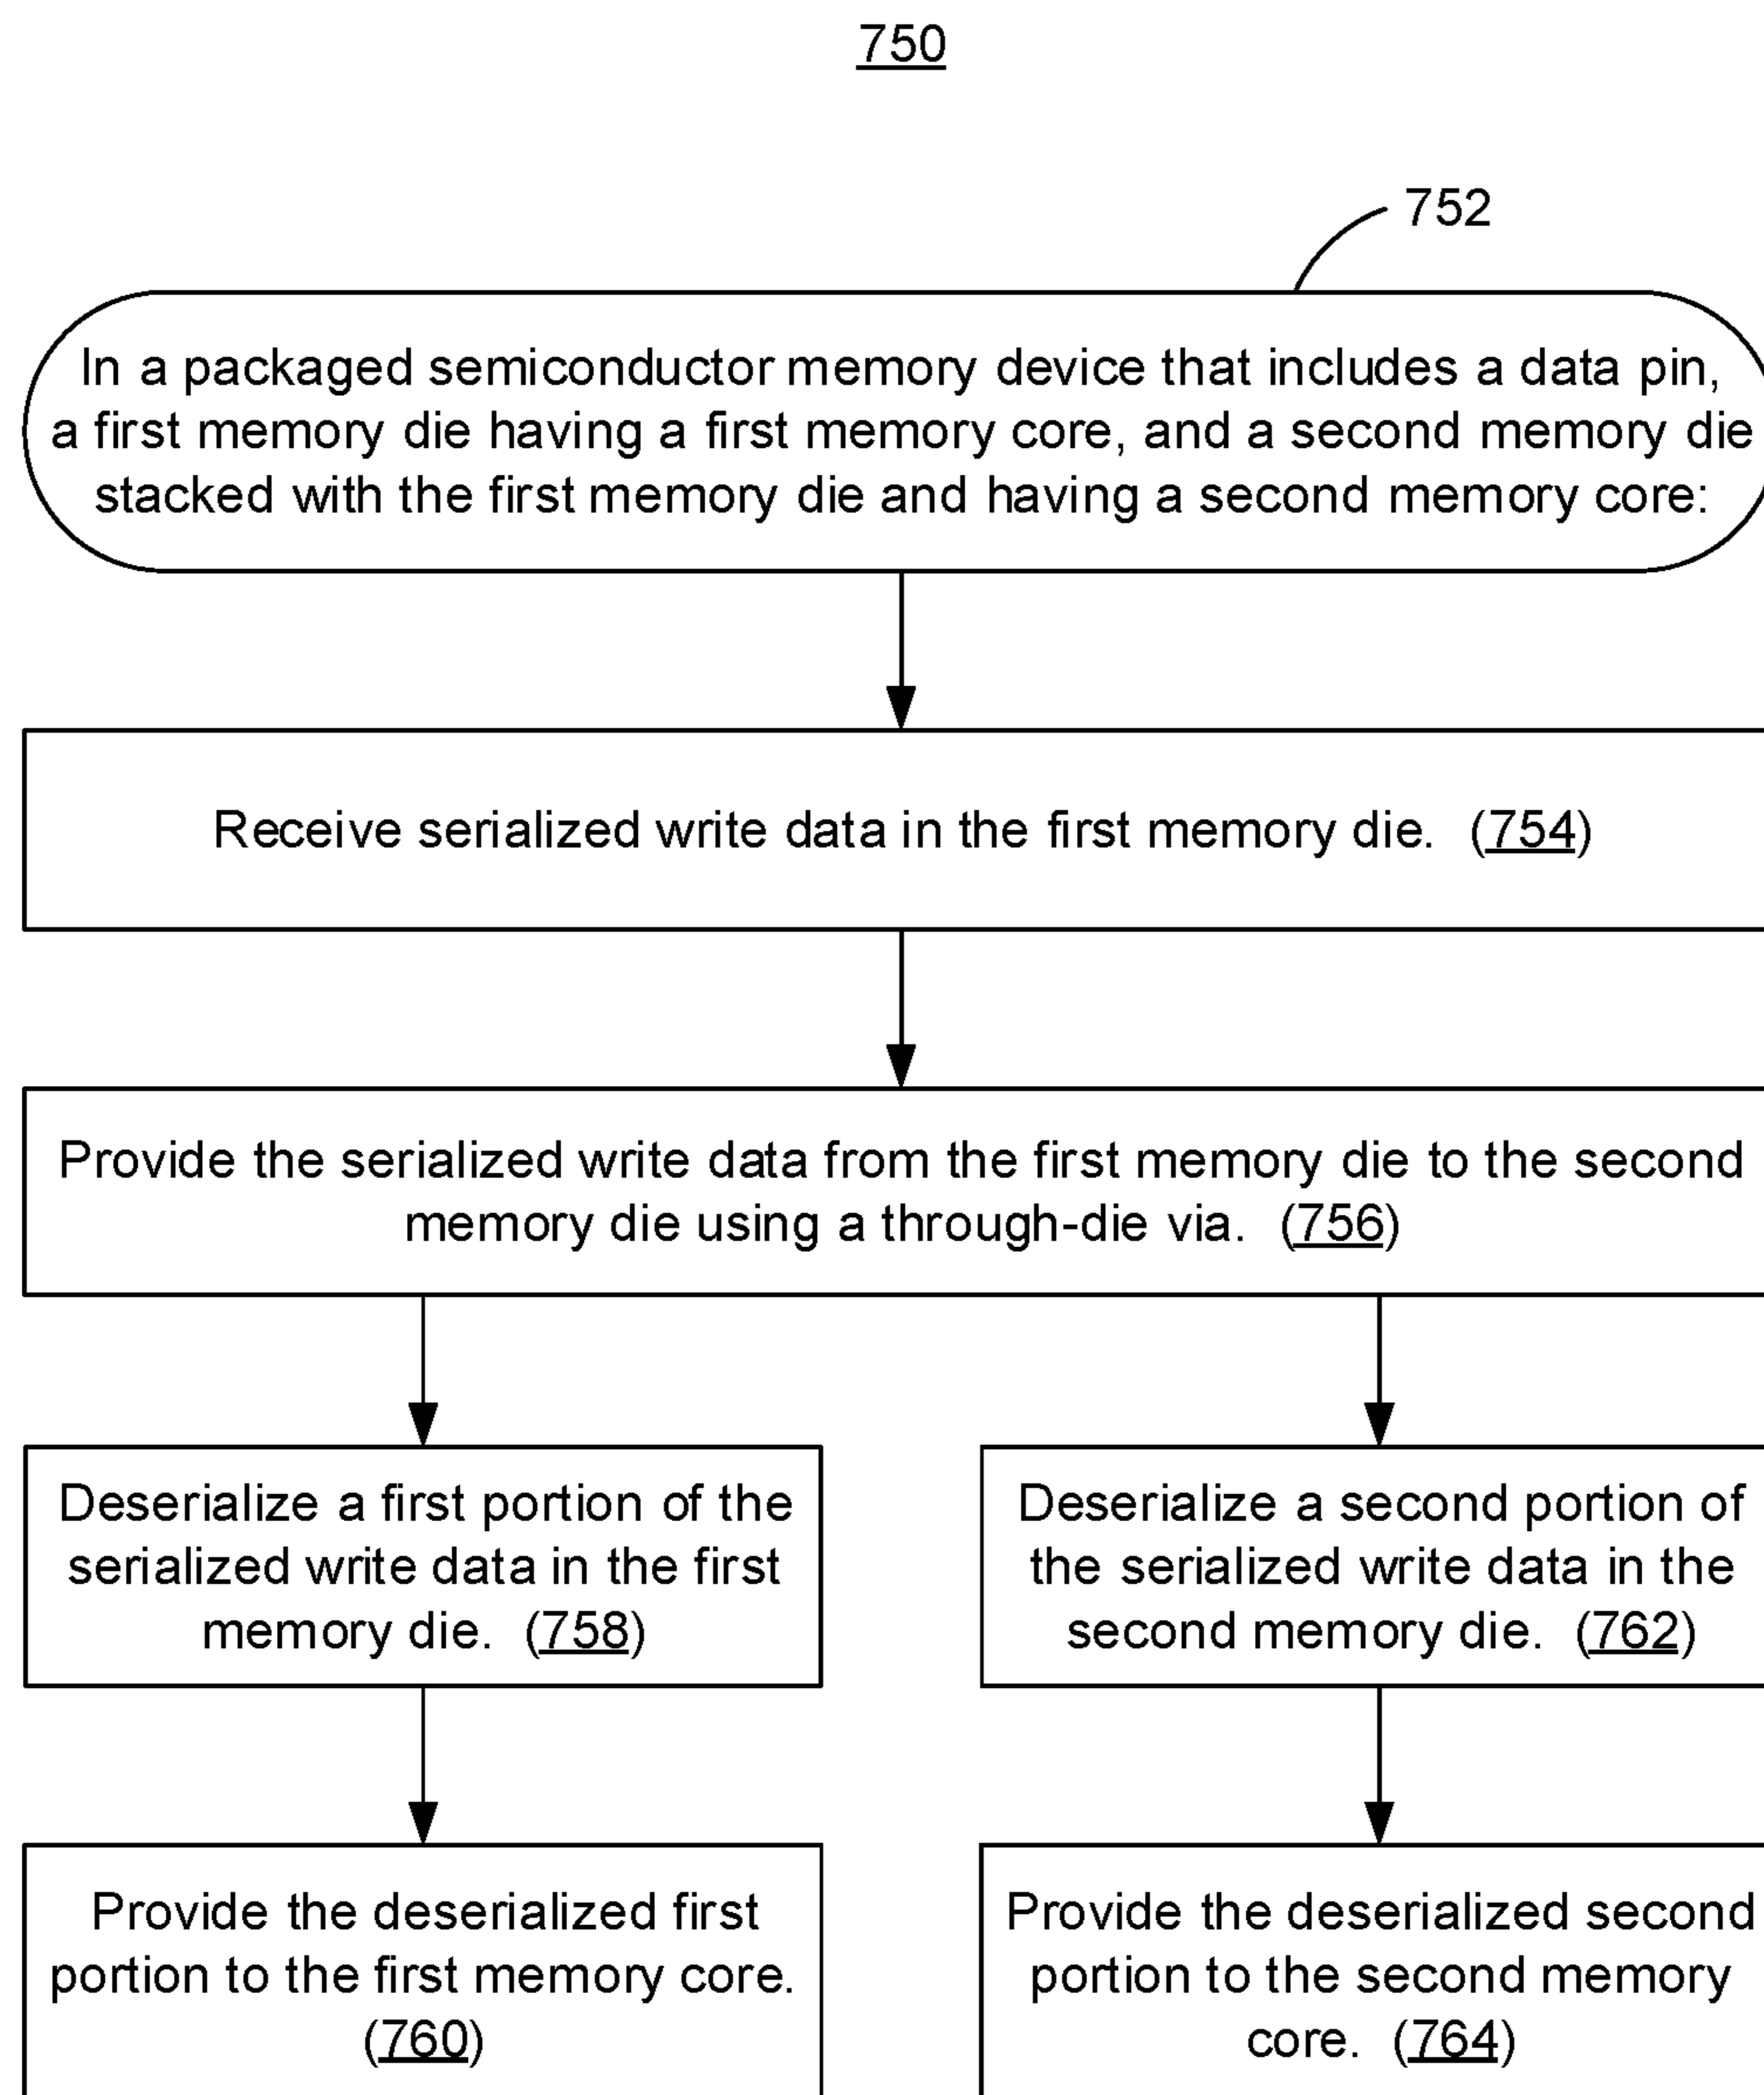 750
752
In a packaged semiconductor memory device that includes a data pin,
a first memory die having a first memory core, and a second memory die
stacked with the first memory die and having a second memory core:
Receive serialized write data in the first memory die. (754)
Provide the serialized write data from the first memory die to the second
memory die using a through-die via. (756)
Deserialize a first portion of the
serialized write data in the first
memory die. (758)
Deserialize a second portion of
the serialized write data in the
second memory die. (762)
Provide the deserialized first
portion to the first memory core.
(760)
Provide the deserialized second
portion to the second memory
core. (764)